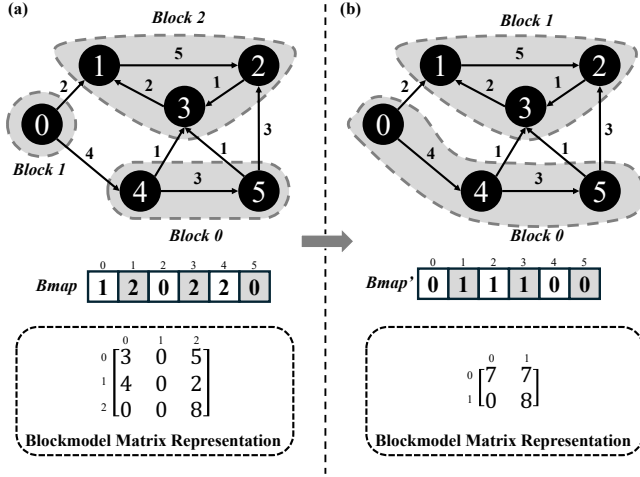 (a)
Block 2
1
5
2
2
2
1
3
0
Block 1
4
1
1
3
4
3
5
Block 0
0 1 2 3 4 5
Bmap 1 2 0 2 2 0
0 1 2
0 3 0 5
1 4 0 2
2 0 0 8
Blockmodel Matrix Representation
(b)
Block 1
1
5
2
2
2
1
3
0
4
1
1
3
4
3
5
Block 0
0 1 2 3 4 5
Bmap' 0 1 1 1 0 0
0 1
0 7 7
1 0 8
Blockmodel Matrix Representation